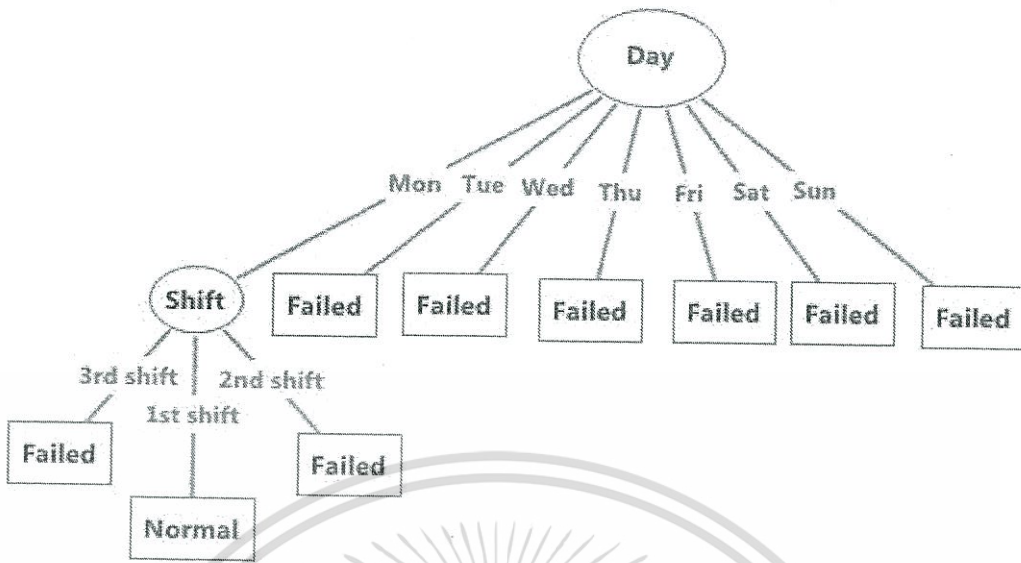 Day
Mon Tue Wed Thu Fri Sat Sun
Shift Failed Failed Failed Failed Failed Failed
3rd shift 2nd shift
1st shift
Failed Failed
Normal